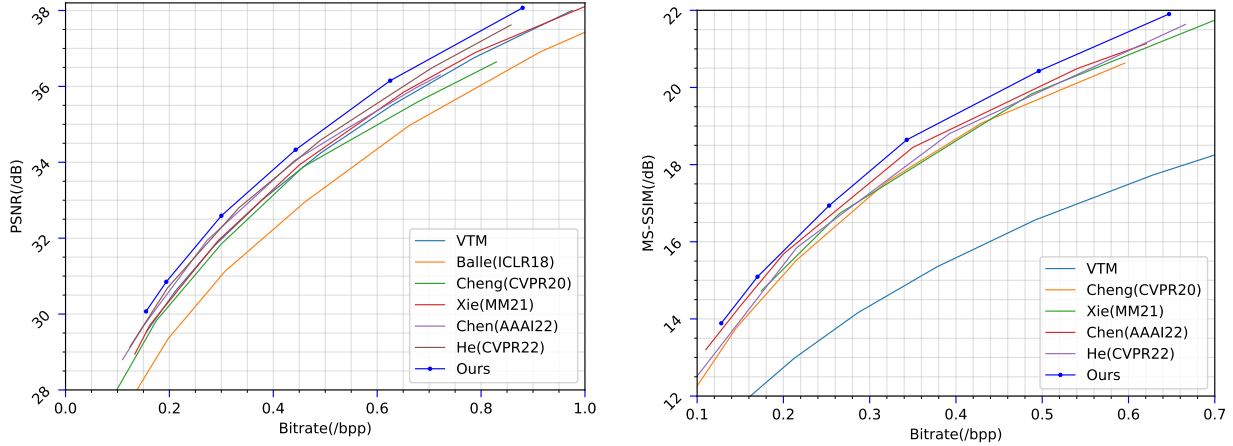 38
36
34
32
30
28
PSNR(/dB)
VTM
Balle(ICLR18)
Cheng(CVPR20)
Xie(MM21)
Chen(AAAI22)
He(CVPR22)
Ours
0.0 0.2 0.4 0.6 0.8 1.0
Bitrate(/bpp)
22
20
18
16
14
12
MS-SSIM(/dB)
VTM
Cheng(CVPR20)
Xie(MM21)
Chen(AAAI22)
He(CVPR22)
Ours
0.1 0.2 0.3 0.4 0.5 0.6 0.7
Bitrate(/bpp)